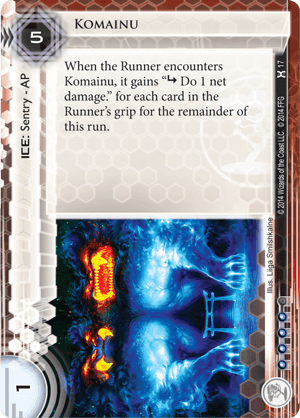 5
KOMAINU
ICE: Sentry - AP
When the Runner encounters
Komainu, it gains “↳ Do 1 net
damage.” for each card in the
Runner's grip for the remainder of
this run.
17
© 2014 Wizards of the Coast LLC. © 2014 FFG
Illus. Liiga Smilshkalne
1